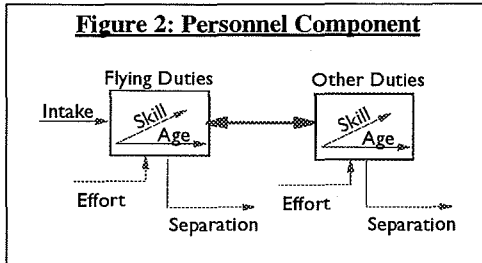 Figure 2: Personnel Component
Flying Duties
Other Duties
Intake
Skill
Age
Skill
Age
Effort
Separation
Effort
Separation